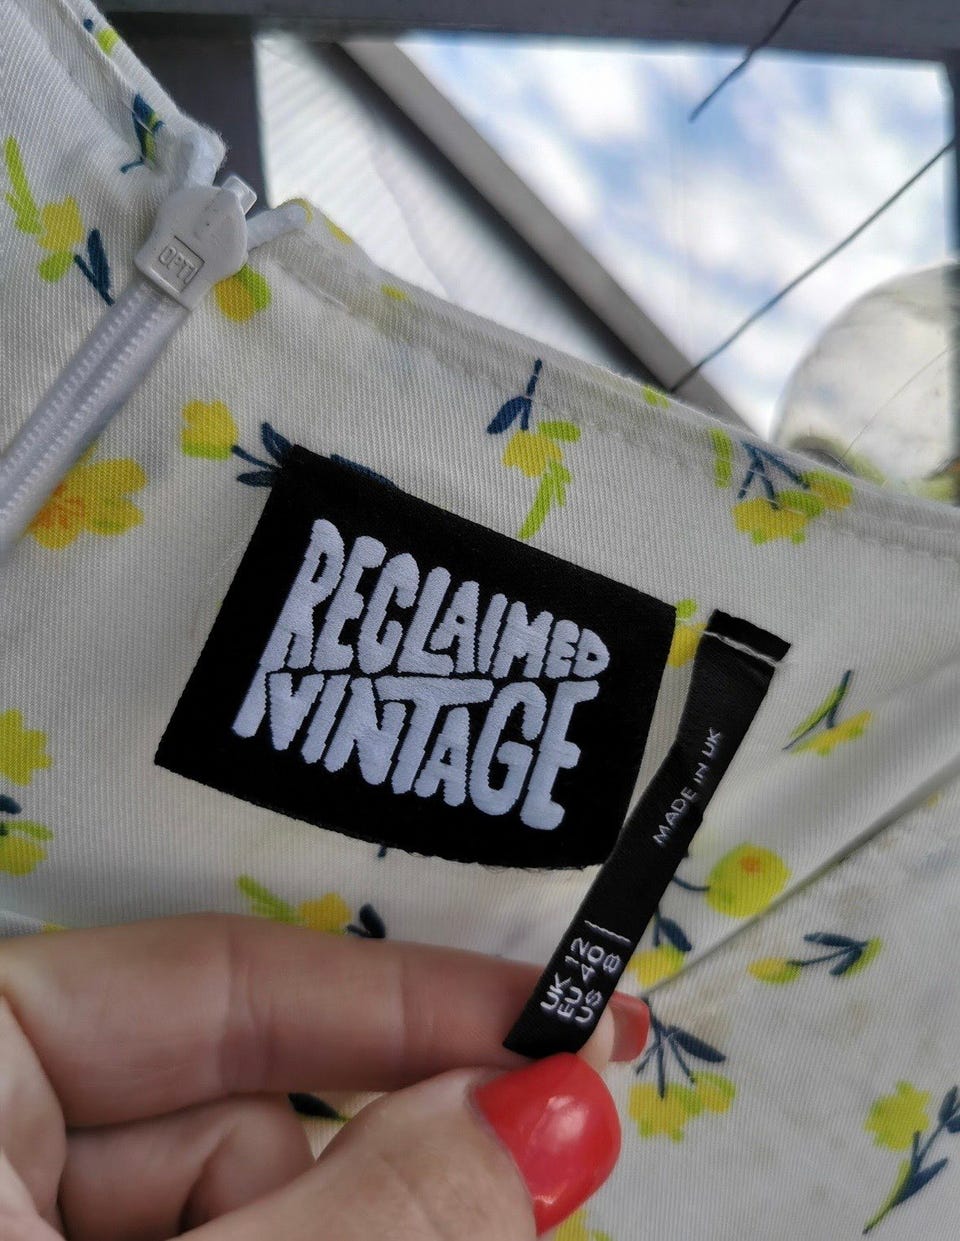 OPTI
RECLAIMED
VINTAGE
MADE IN UK
UK 12
EU 40
US 8